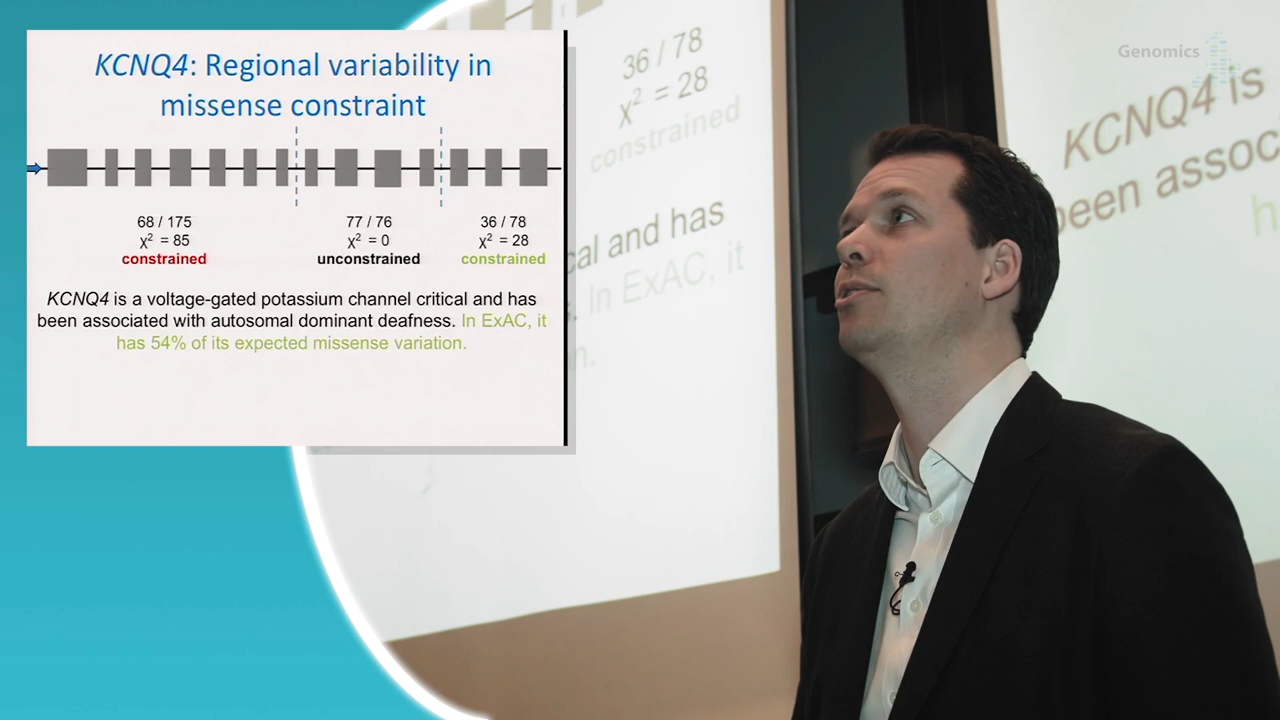 KCNQ4: Regional variability in
missense constraint
68 / 175
χ² = 85
constrained
77 / 76
χ² = 0
unconstrained
36 / 78
χ² = 28
constrained
KCNQ4 is a voltage-gated potassium channel critical and has
been associated with autosomal dominant deafness. In ExAC, it
has 54% of its expected missense variation.
36 / 78
χ² = 28
constrained
cal and has
. In ExAC, it
n.
Genomics
KCNQ4 is
been assoc
h